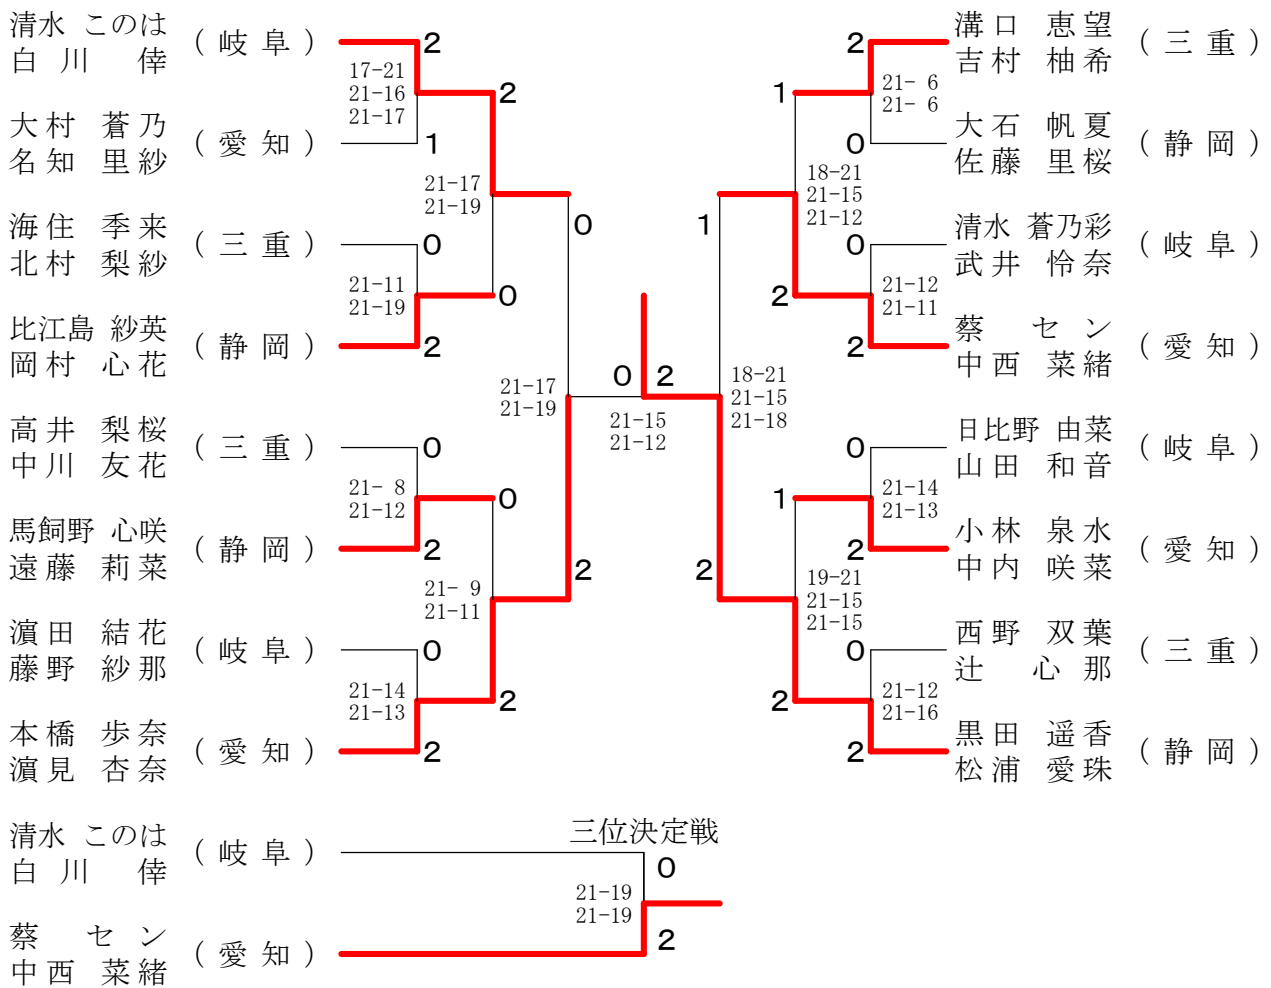 清水 このは
白川 倖
(岐阜)
2
17-21
21-16
21-17
2
大村 蒼乃
名知 里紗
(愛知)
1
21-17
21-19
0
海住 季来
北村 梨紗
(三重)
0
21-11
21-19
0
比江島 紗英
岡村 心花
(静岡)
2
21-17
21-19
高井 梨桜
中川 友花
(三重)
0
21- 8
21-12
0
馬飼野 心咲
遠藤 莉菜
(静岡)
2
21- 9
21-11
2
濵田 結花
藤野 紗那
(岐阜)
0
21-14
21-13
2
本橋 歩奈
濵見 杏奈
(愛知)
2
0
2
21-15
21-12
溝口 恵望
吉村 柚希
(三重)
2
21- 6
21- 6
1
大石 帆夏
佐藤 里桜
(静岡)
0
18-21
21-15
21-12
1
清水 蒼乃彩
武井 怜奈
(岐阜)
0
21-12
21-11
2
蔡 セン
中西 菜緒
(愛知)
2
18-21
21-15
21-18
日比野 由菜
山田 和音
(岐阜)
0
21-14
21-13
1
小林 泉水
中内 咲菜
(愛知)
2
19-21
21-15
21-15
2
西野 双葉
辻 心那
(三重)
0
21-12
21-16
2
黒田 遥香
松浦 愛珠
(静岡)
2
三位決定戦
清水 このは
白川 倖
(岐阜)
0
21-19
21-19
蔡 セン
中西 菜緒
(愛知)
2